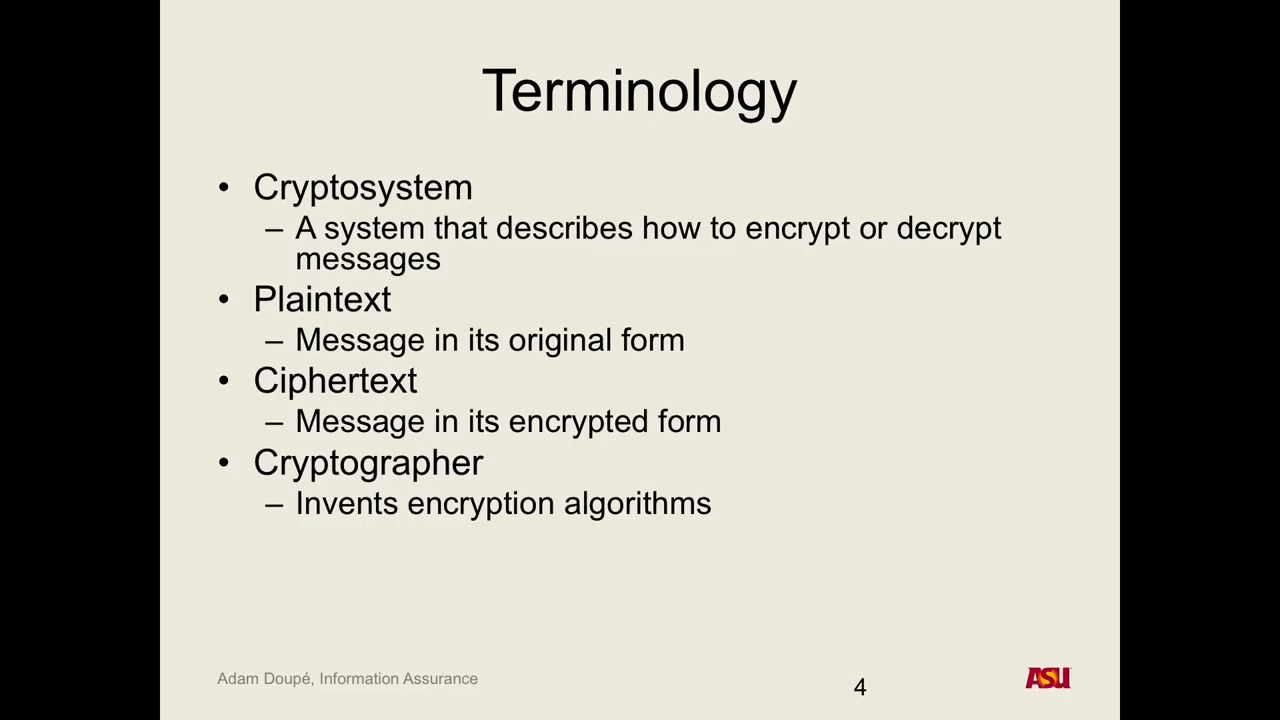 Terminology
• Cryptosystem
– A system that describes how to encrypt or decrypt
messages
• Plaintext
– Message in its original form
• Ciphertext
– Message in its encrypted form
• Cryptographer
– Invents encryption algorithms
Adam Doupé, Information Assurance
4
ASU